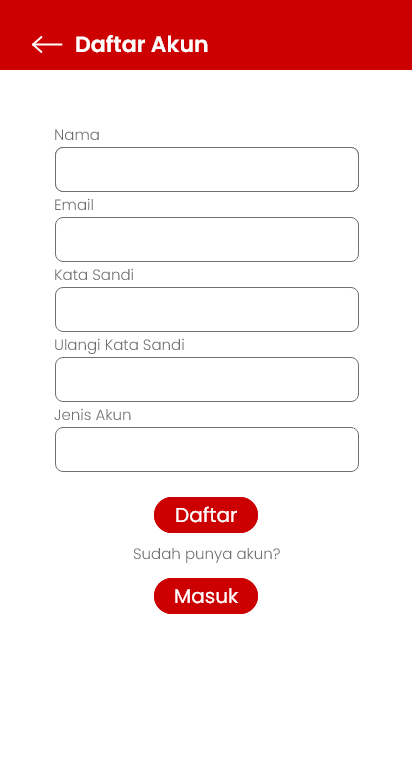 Daftar Akun
Nama
Email
Kata Sandi
Ulangi Kata Sandi
Jenis Akun
Daftar
Sudah punya akun?
Masuk